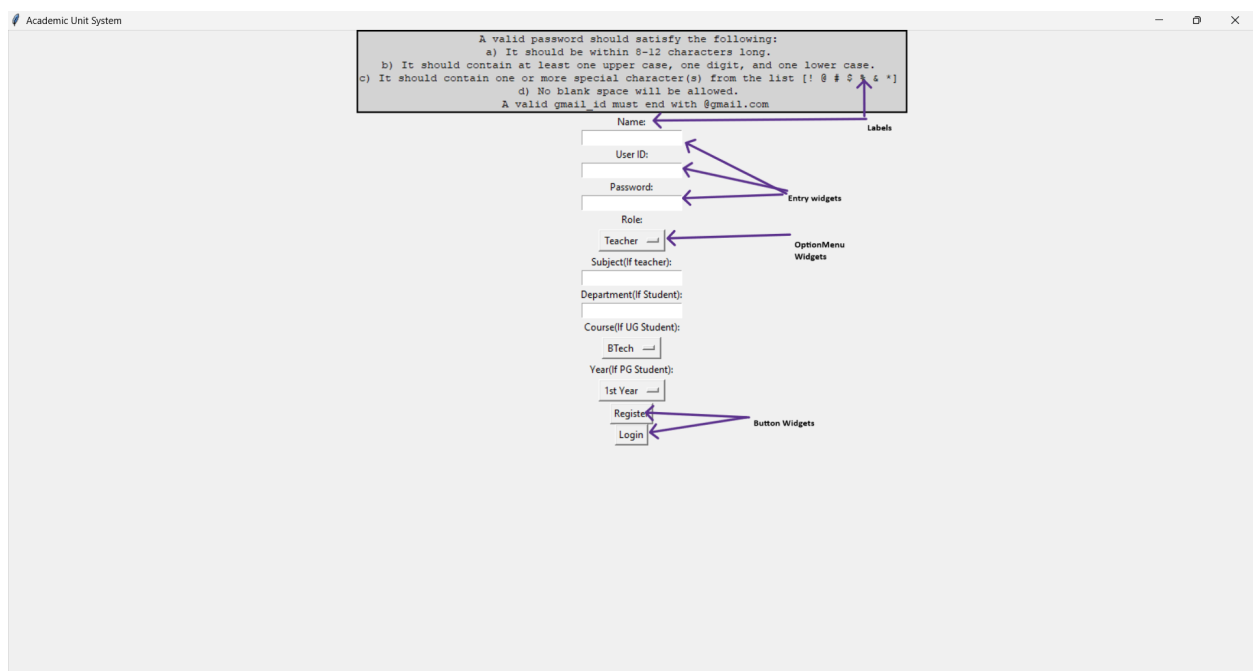 Academic Unit System
A valid password should satisfy the following:
a) It should be within 8-12 characters long.
b) It should contain at least one upper case, one digit, and one lower case.
c) It should contain one or more special character(s) from the list [! @ # $ % & *]
d) No blank space will be allowed.
A valid gmail_id must end with @gmail.com
Name:
Labels
User ID:
Password:
Entry widgets
Role:
Teacher
OptionMenu
Widgets
Subject(If teacher):
Department(If Student):
Course(If UG Student):
BTech
Year(If PG Student):
1st Year
Register
Button Widgets
Login